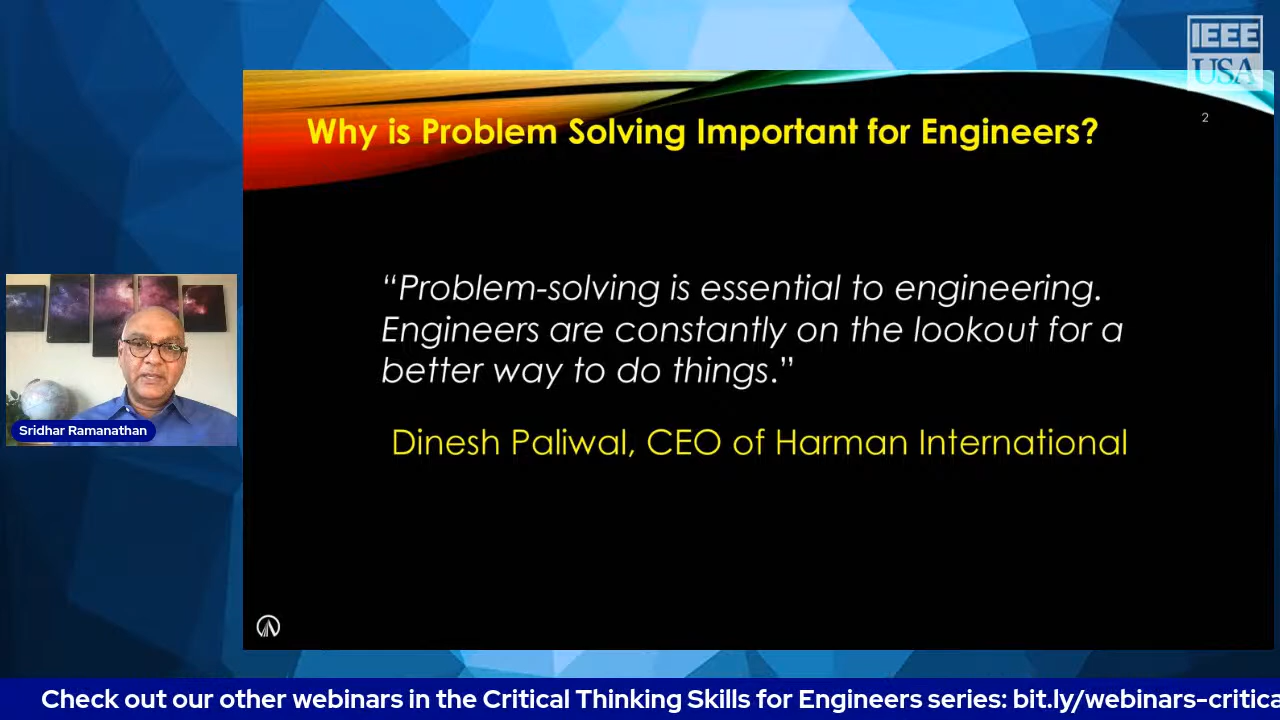 IEEE
USA
2
Why is Problem Solving Important for Engineers?
“Problem-solving is essential to engineering.
Engineers are constantly on the lookout for a
better way to do things.”
Dinesh Paliwal, CEO of Harman International
Sridhar Ramanathan
Check out our other webinars in the Critical Thinking Skills for Engineers series: bit.ly/webinars-critica